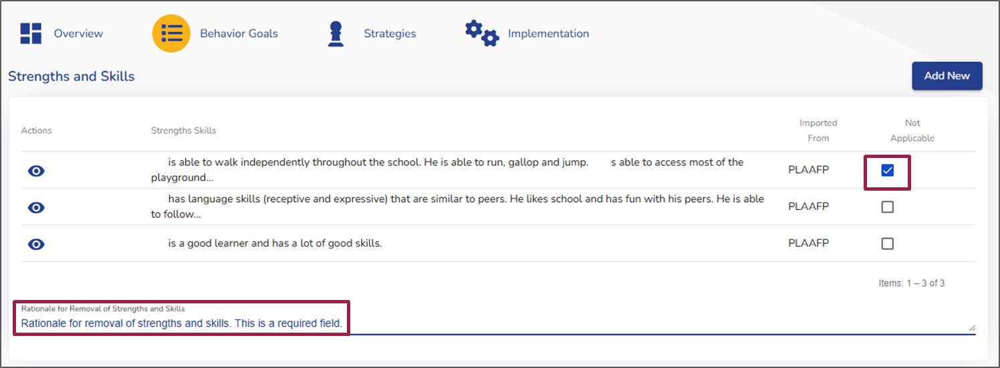 Overview Behavior Goals Strategies Implementation
Strengths and Skills Add New
Actions Strengths Skills Imported From Not Applicable
is able to walk independently throughout the school. He is able to run, gallop and jump. s able to access most of the
playground... PLAAFP
has language skills (receptive and expressive) that are similar to peers. He likes school and has fun with his peers. He is able
to follow... PLAAFP
is a good learner and has a lot of good skills. PLAAFP
Items: 1 – 3 of 3
Rationale for Removal of Strengths and Skills
Rationale for removal of strengths and skills. This is a required field.